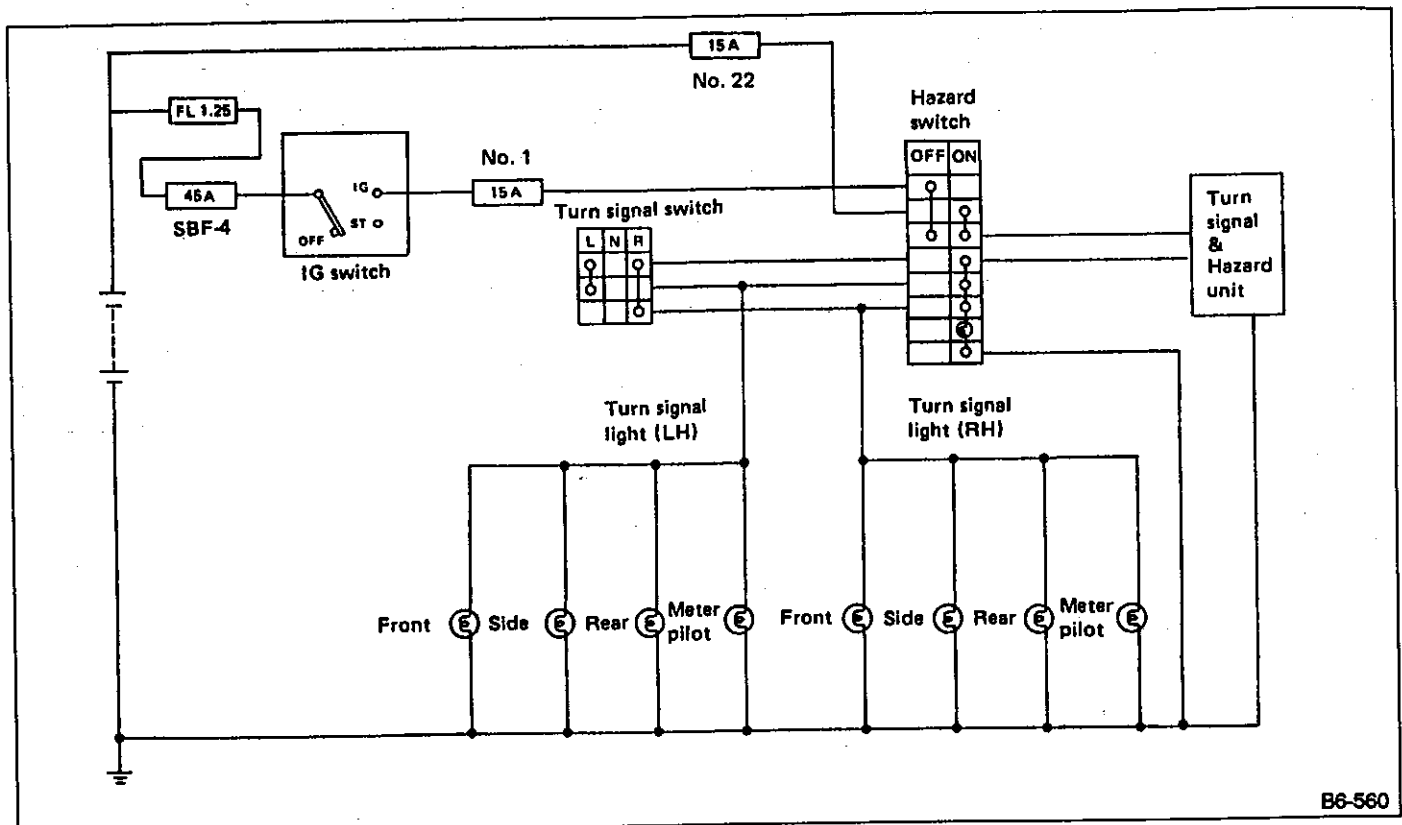 15A
No. 22
FL 1.25
Hazard
switch
OFF ON
No. 1
15A
IG
ST
OFF
45A
SBF-4
IG switch
Turn signal switch
L N R
Turn
signal
&
Hazard
unit
Turn signal
light (LH)
Turn signal
light (RH)
Front
Side
Rear
Meter
pilot
Front
Side
Rear
Meter
pilot
B6-560